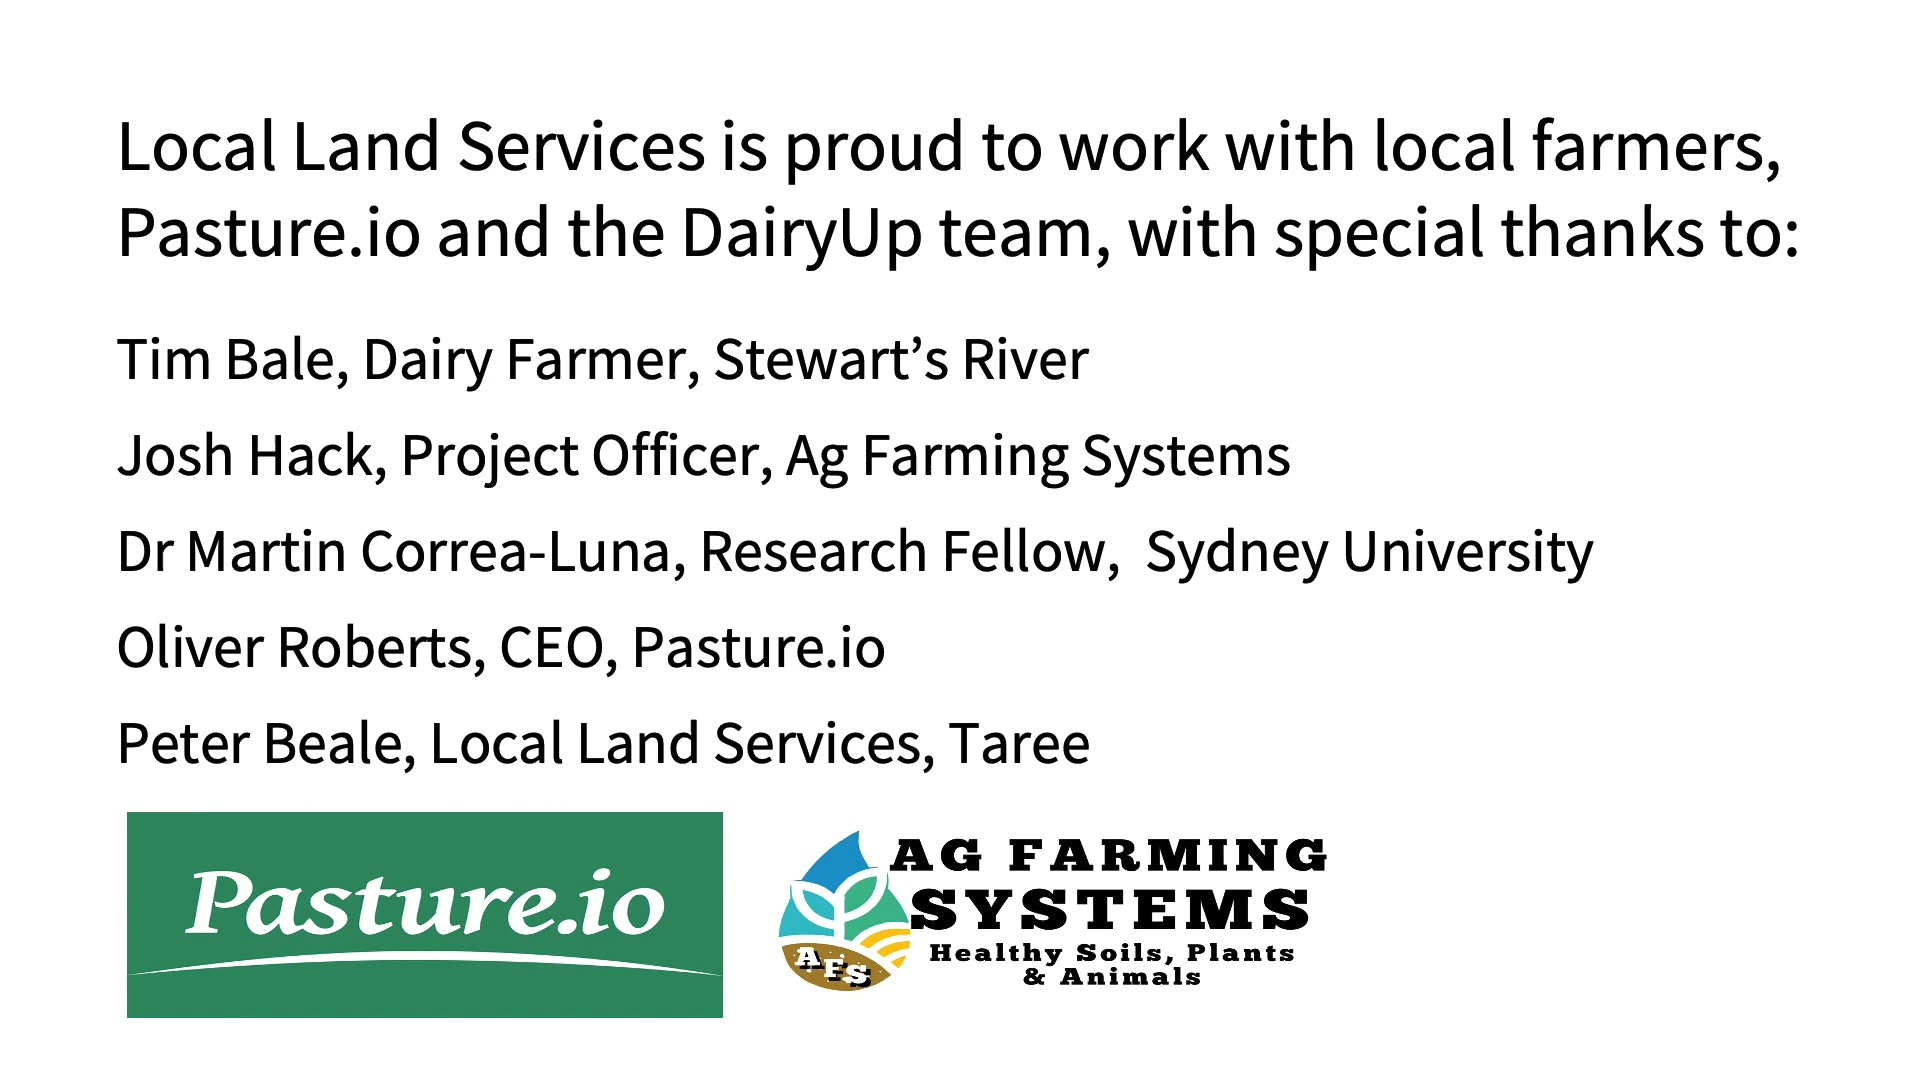 Local Land Services is proud to work with local farmers,
Pasture.io and the DairyUp team, with special thanks to:
Tim Bale, Dairy Farmer, Stewart’s River
Josh Hack, Project Officer, Ag Farming Systems
Dr Martin Correa-Luna, Research Fellow,  Sydney University
Oliver Roberts, CEO, Pasture.io
Peter Beale, Local Land Services, Taree
Pasture.io
AFS
AG FARMING
SYSTEMS
Healthy Soils, Plants
& Animals